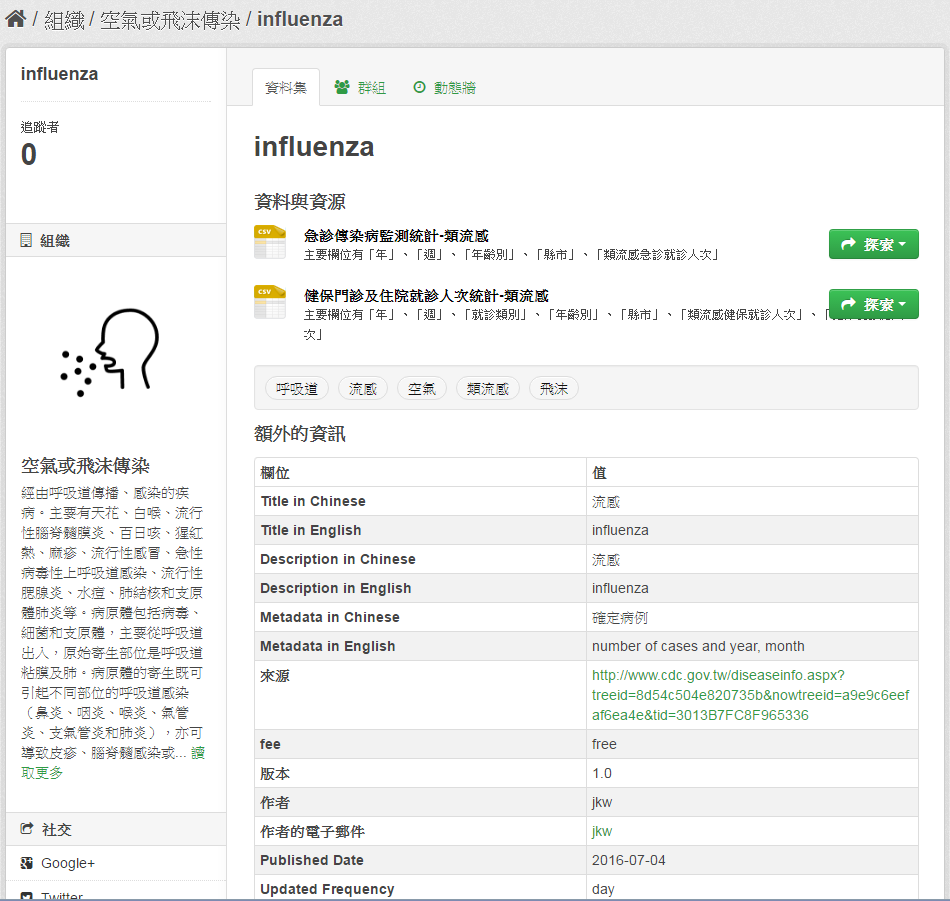 / 組織 / 空氣或飛沫傳染 / influenza
influenza
追蹤者
0
組織
空氣或飛沫傳染
經由呼吸道傳播、感染的疾
病。主要有天花、白喉、流行
性腦脊髓膜炎、百日咳、猩紅
熱、麻疹、流行性感冒、急性
病毒性上呼吸道感染、流行性
腮腺炎、水痘、肺結核和支原
體肺炎等。病原體包括病毒、
細菌和支原體，主要從呼吸道
出入，原始寄生部位是呼吸道
粘膜及肺。病原體的寄生既可
引起不同部位的呼吸道感染
（鼻炎、咽炎、喉炎、氣管
炎、支氣管炎和肺炎），亦可
導致皮疹、腦脊髓感染或... 讀
取更多
社交
Google+
Twitter
資料集
群組
動態牆
influenza
資料與資源
CSV
急診傳染病監測統計-類流感
主要欄位有「年」、「週」、「年齡別」、「縣市」、「類流感急診就診人次」
探索
CSV
健保門診及住院就診人次統計-類流感
主要欄位有「年」、「週」、「就診類別」、「年齡別」、「縣市」、「類流感健保就診人次」、
次」
探索
呼吸道
流感
空氣
類流感
飛沫
額外的資訊
欄位 值
Title in Chinese 流感
Title in English influenza
Description in Chinese 流感
Description in English influenza
Metadata in Chinese 確定病例
Metadata in English number of cases and year, month
來源 http://www.cdc.gov.tw/diseaseinfo.aspx?
treeid=8d54c504e820735b&nowtreeid=a9e9c6eef
af6ea4e&tid=3013B7FC8F965336
fee free
版本 1.0
作者 jkw
作者的電子郵件 jkw
Published Date 2016-07-04
Updated Frequency day